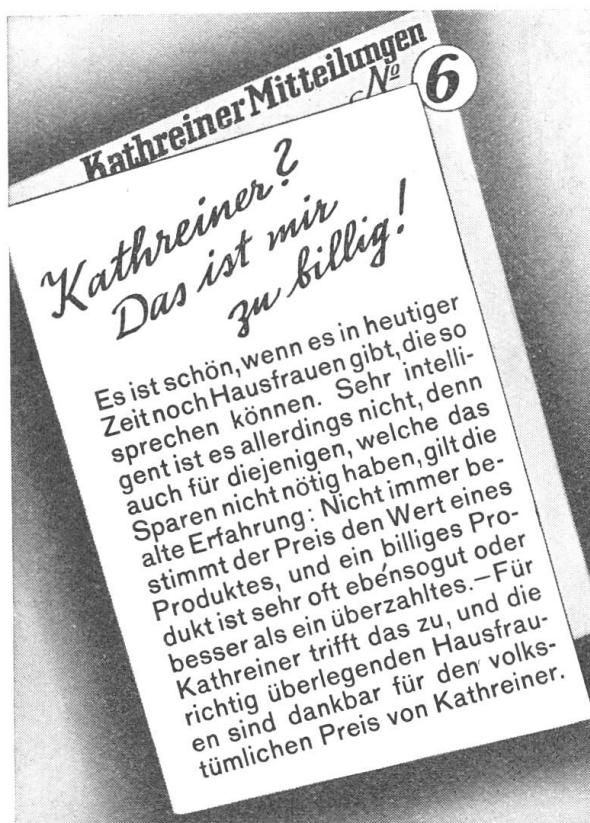 Kathreiner Mitteilungen
Nº 6
Kathreiner?
Das ist mir
zu billig!
Es ist schön, wenn es in heutiger
Zeit noch Hausfrauen gibt, die so
sprechen können. Sehr intelli-
gent ist es allerdings nicht, denn
auch für diejenigen, welche das
Sparen nicht nötig haben, gilt die
alte Erfahrung: Nicht immer be-
stimmt der Preis den Wert eines
Produktes, und ein billiges Pro-
dukt ist sehr oft ebensogut oder
besser als ein überzahltes. – Für
Kathreiner trifft das zu, und die
richtig überlegenden Hausfrau-
en sind dankbar für den volks-
tümlichen Preis von Kathreiner.